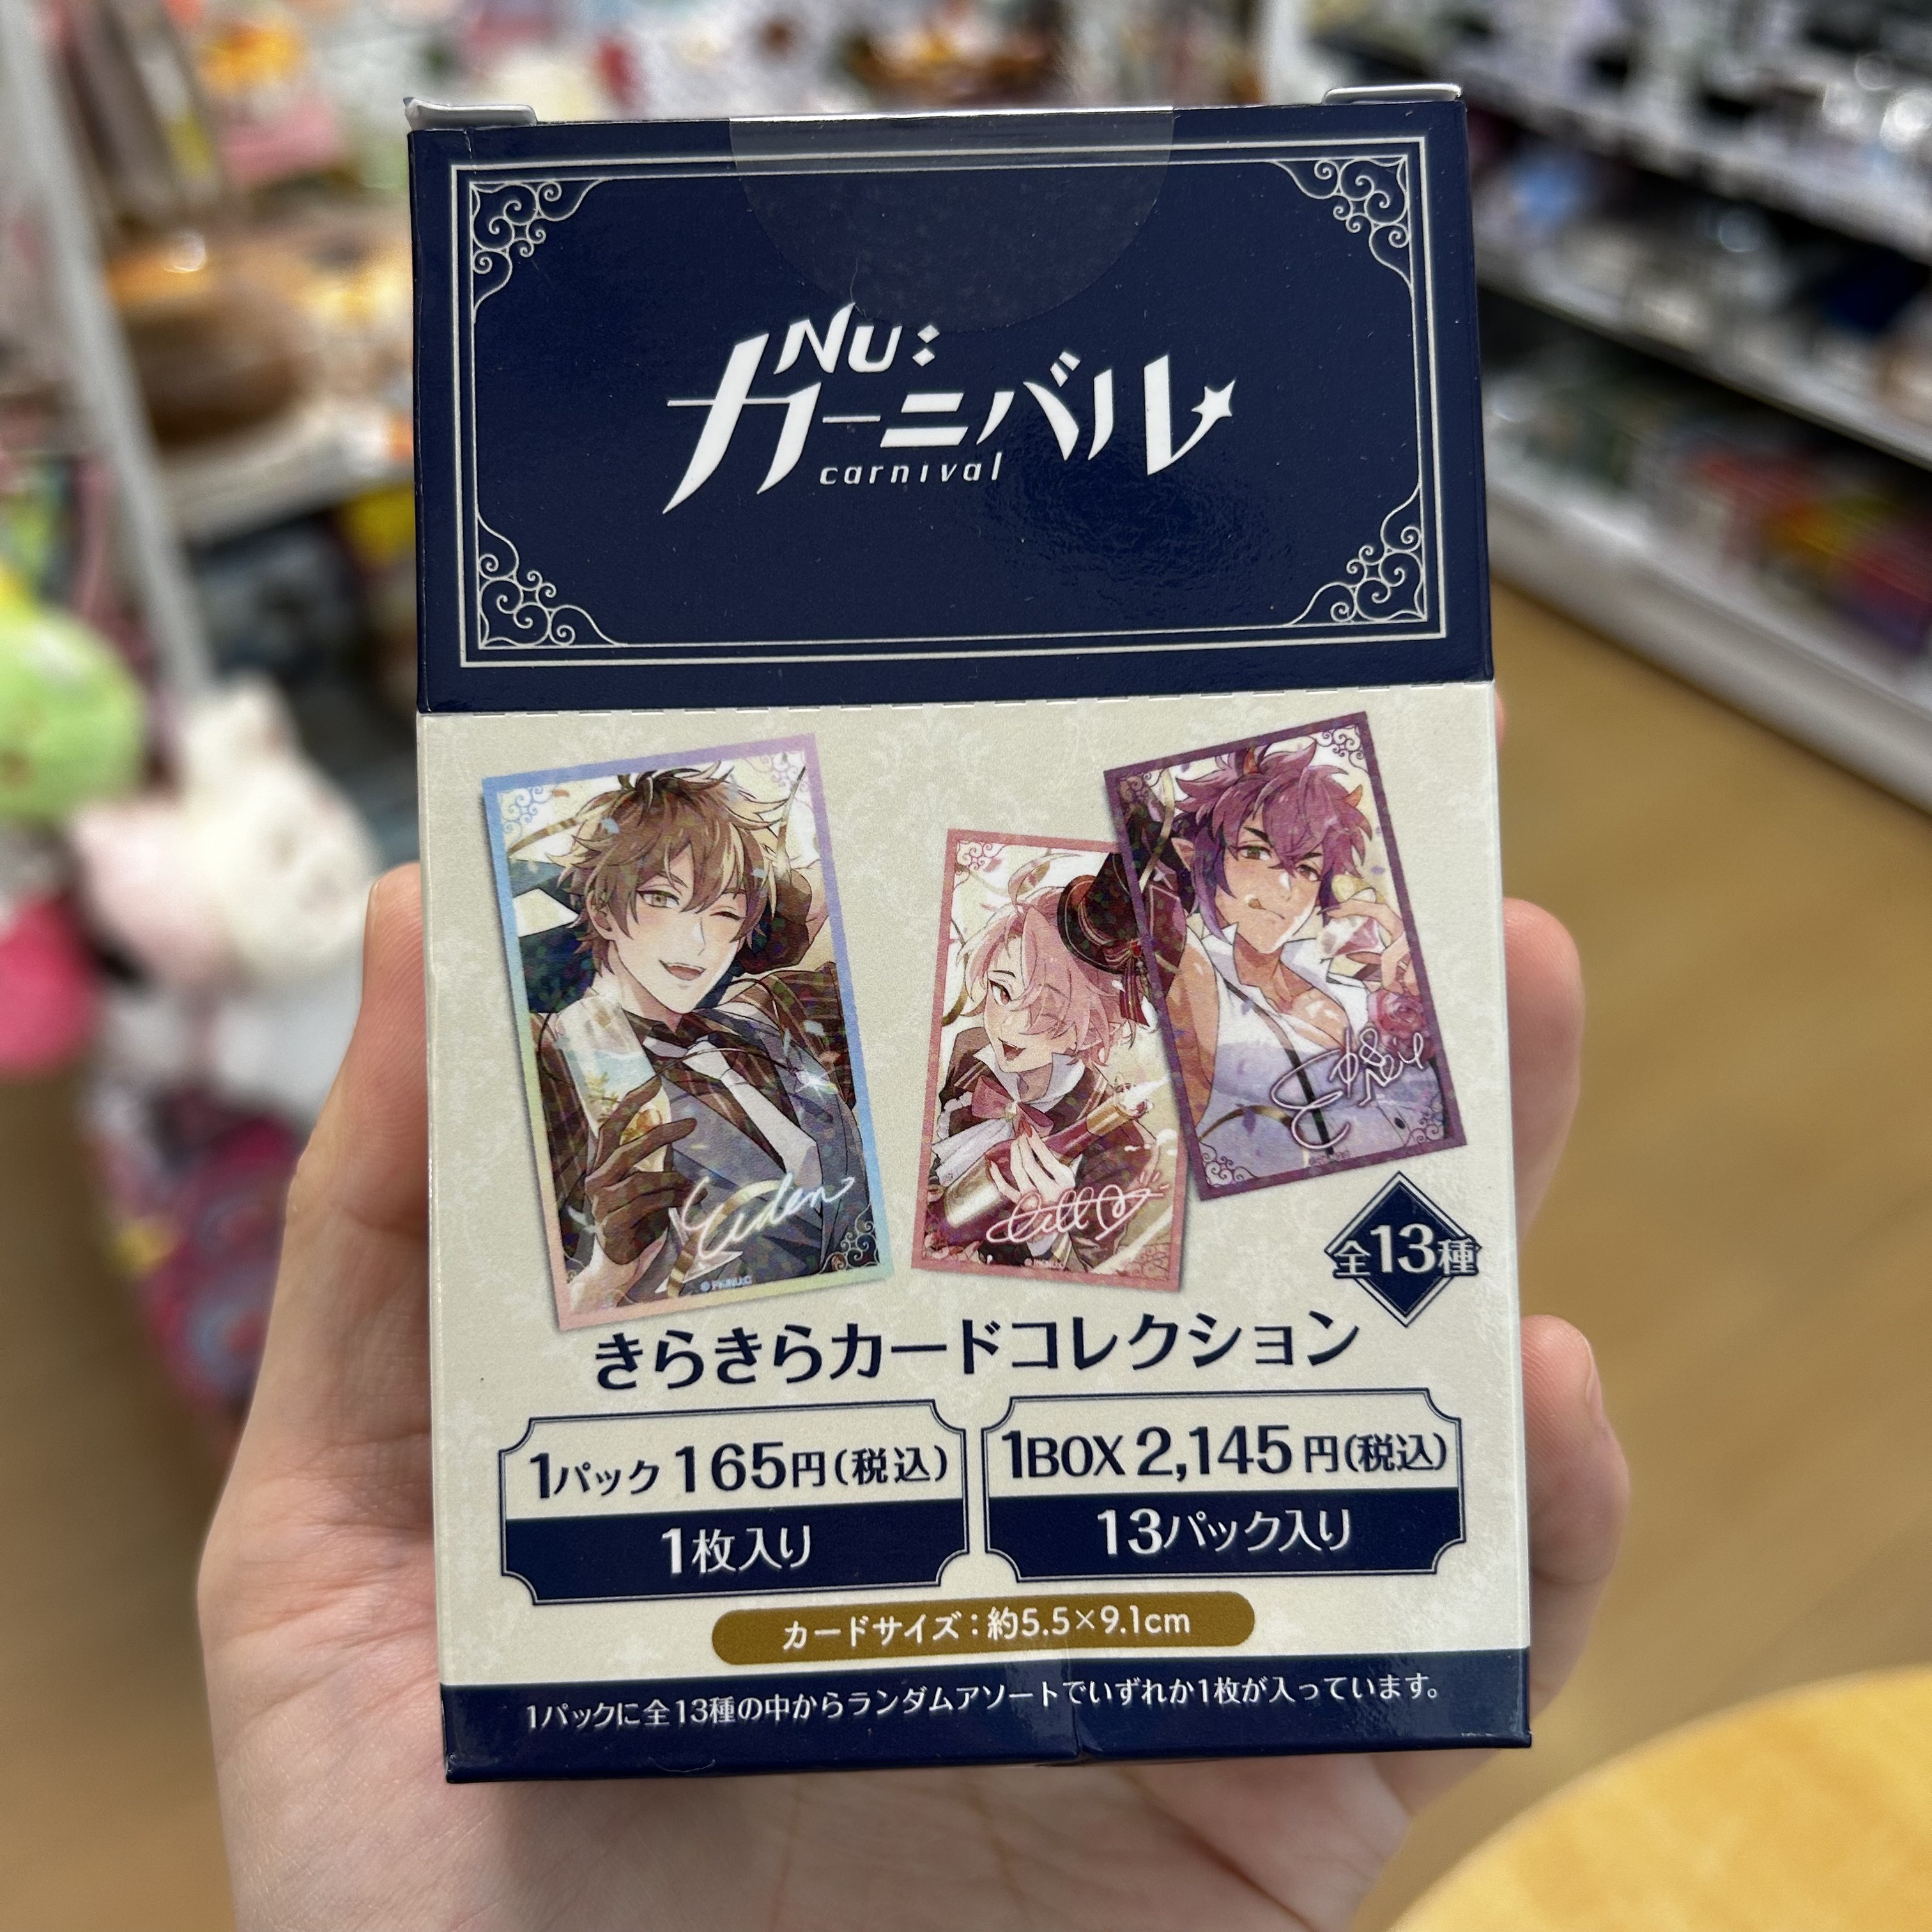 NU:
カーニバル
carnival
Eiden
© PKNU:C
全13種
きらきらカードコレクション
1パック 165円(税込)
1枚入り
1BOX 2,145円(税込)
13パック入り
カードサイズ：約5.5×9.1cm
1パックに全13種の中からランダムアソートでいずれか1枚が入っています。